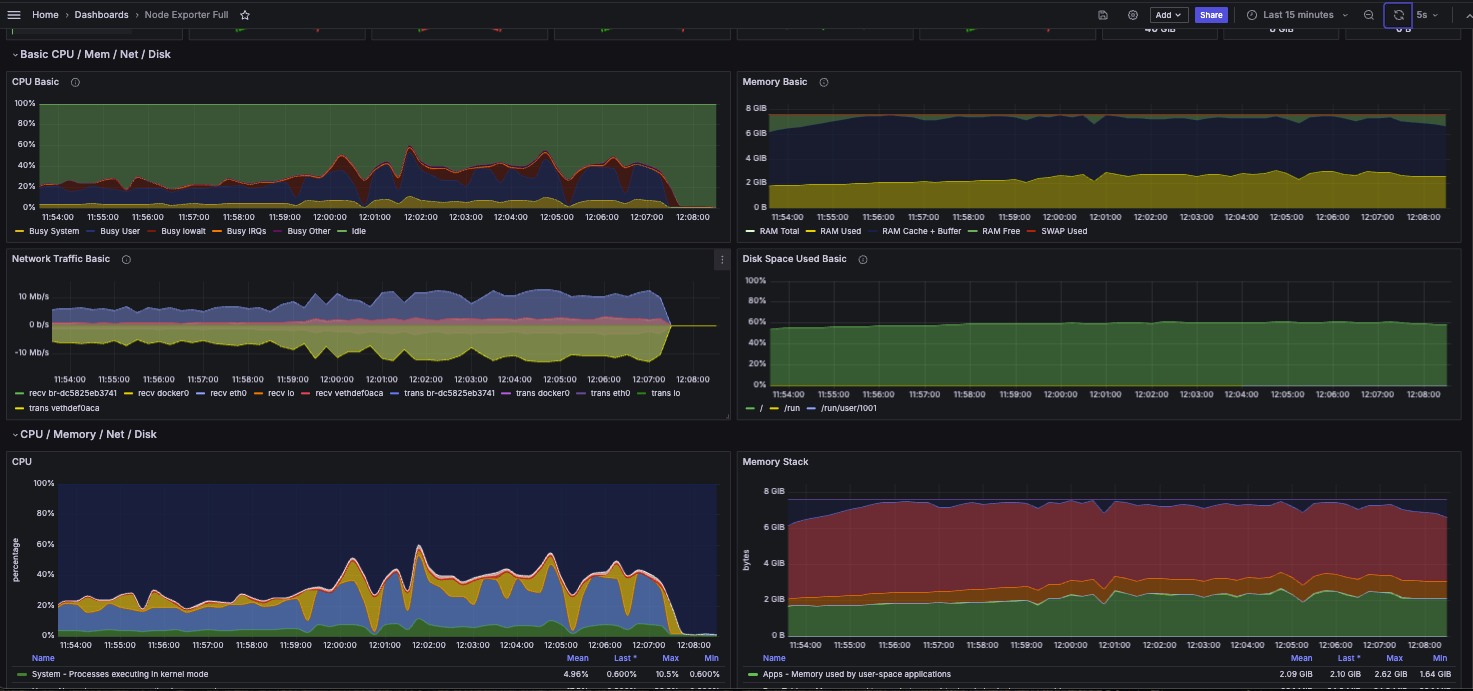 Home › Dashboards › Node Exporter Full Add Share Last 15 minutes 5s
Basic CPU / Mem / Net / Disk
CPU Basic
100%
80%
60%
40%
20%
0%
11:54:00 11:55:00 11:56:00 11:57:00 11:58:00 11:59:00 12:00:00 12:01:00 12:02:00 12:03:00 12:04:00 12:05:00 12:06:00 12:07:00 12:08:00
Busy System Busy User Busy Iowait Busy IRQs Busy Other Idle
Memory Basic
8 GiB
6 GiB
4 GiB
2 GiB
0 B
11:54:00 11:55:00 11:56:00 11:57:00 11:58:00 11:59:00 12:00:00 12:01:00 12:02:00 12:03:00 12:04:00 12:05:00 12:06:00 12:07:00 12:08:00
RAM Total RAM Used RAM Cache + Buffer RAM Free SWAP Used
Network Traffic Basic
10 Mb/s
0 b/s
-10 Mb/s
11:54:00 11:55:00 11:56:00 11:57:00 11:58:00 11:59:00 12:00:00 12:01:00 12:02:00 12:03:00 12:04:00 12:05:00 12:06:00 12:07:00 12:08:00
recv br-dc5825eb3741 recv docker0 recv eth0 recv lo recv vethdef0aca trans br-dc5825eb3741 trans docker0 trans eth0 trans lo
trans vethdef0aca
Disk Space Used Basic
100%
80%
60%
40%
20%
0%
11:54:00 11:55:00 11:56:00 11:57:00 11:58:00 11:59:00 12:00:00 12:01:00 12:02:00 12:03:00 12:04:00 12:05:00 12:06:00 12:07:00 12:08:00
/ /run /run/user/1001
CPU / Memory / Net / Disk
CPU
percentage
100%
80%
60%
40%
20%
0%
11:54:00 11:55:00 11:56:00 11:57:00 11:58:00 11:59:00 12:00:00 12:01:00 12:02:00 12:03:00 12:04:00 12:05:00 12:06:00 12:07:00 12:08:00
Name Mean Last * Max Min
System - Processes executing in kernel mode 4.96% 0.600% 10.5% 0.600%
Memory Stack
bytes
8 GiB
6 GiB
4 GiB
2 GiB
0 B
11:54:00 11:55:00 11:56:00 11:57:00 11:58:00 11:59:00 12:00:00 12:01:00 12:02:00 12:03:00 12:04:00 12:05:00 12:06:00 12:07:00 12:08:00
Name Mean Last * Max Min
Apps - Memory used by user-space applications 2.09 GiB 2.10 GiB 2.62 GiB 1.64 GiB